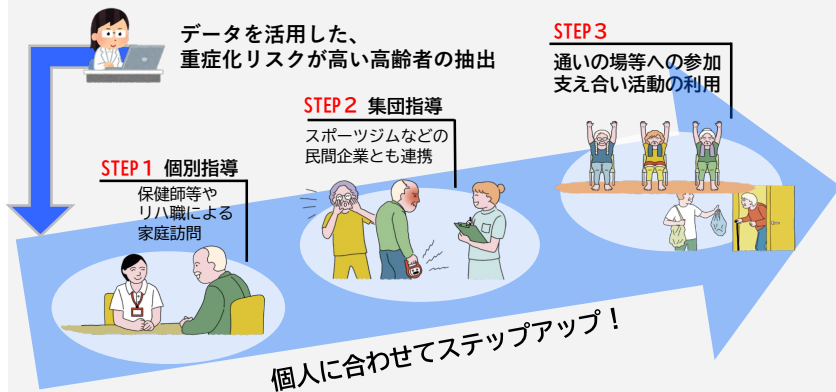 データを活用した、
重症化リスクが高い高齢者の抽出
STEP1 個別指導
保健師等や
リハ職による
家庭訪問
STEP2 集団指導
スポーツジムなどの
民間企業とも連携
STEP3
通いの場等への参加
支え合い活動の利用
個人に合わせてステップアップ！